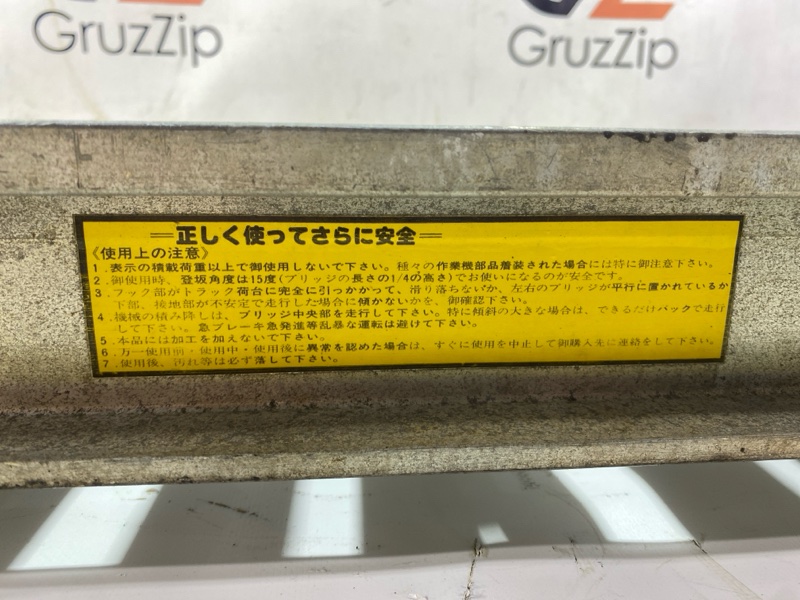 GruzZip
GruzZip
=正しく使ってさらに安全=
《使用上の注意》
1.表示の積載荷重以上で御使用しないで下さい。種々の作業機部品着装された場合には特に御注意下さい。
2.御使用時、登坂角度は15度(ブリッジの長さの1/4の高さ)でお使いになるのが安全です。
3.フック部がトラック荷台に完全に引っかかって、滑り落ちないか、左右のブリッジが平行に置かれているか
下部、接地部が不安定で走行した場合に傾かないかを、御確認下さい。
4.機械の積み降しは、ブリッジ中央部を走行して下さい。特に傾斜の大きな場合は、できるだけバックで走行
して下さい。急ブレーキ急発進等乱暴な運転は避けて下さい。
5.本品には加工を加えないで下さい。
6.万一使用前・使用中・使用後に異常を認めた場合は、すぐに使用を中止して御購入先に連絡をして下さい。
7.使用後、汚れ等は必ず落して下さい。